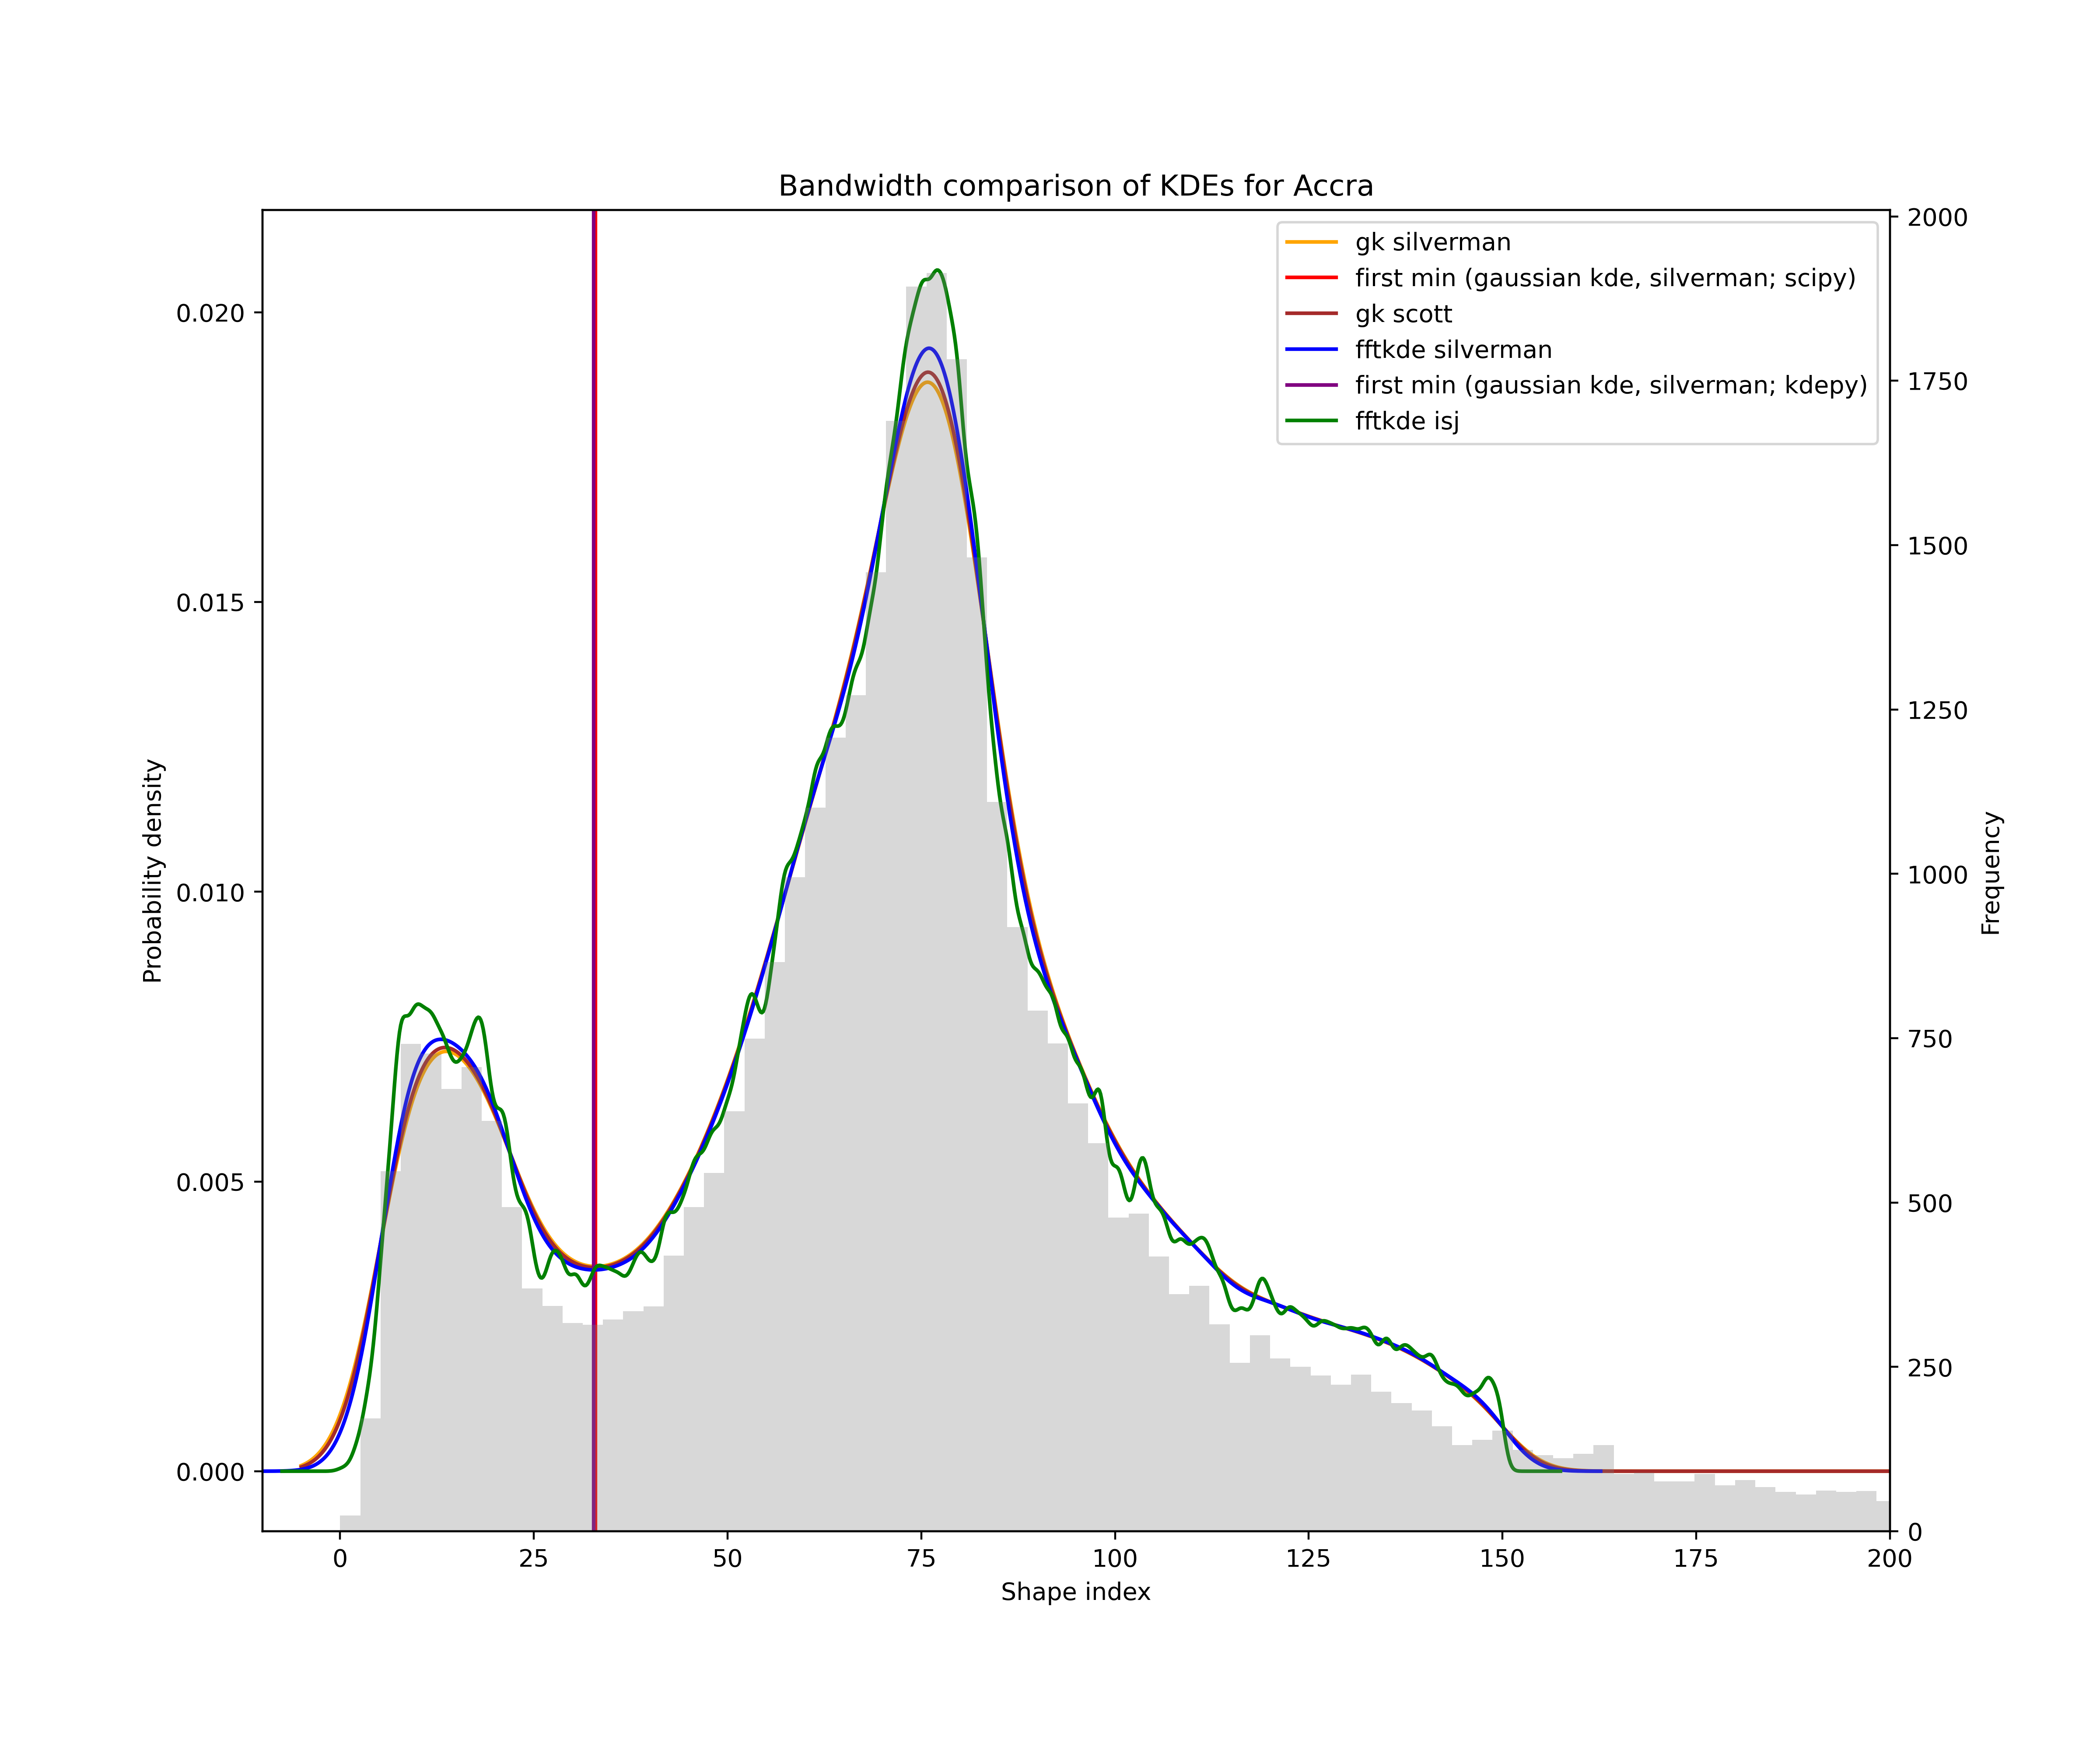 Bandwidth comparison of KDEs for Accra
gk silverman
first min (gaussian kde, silverman; scipy)
gk scott
fftkde silverman
first min (gaussian kde, silverman; kdepy)
fftkde isj
Probability density
0.020
0.015
0.010
0.005
0.000
2000
1750
1500
1250
1000
750
500
250
0
Frequency
0 25 50 75 100 125 150 175 200
Shape index